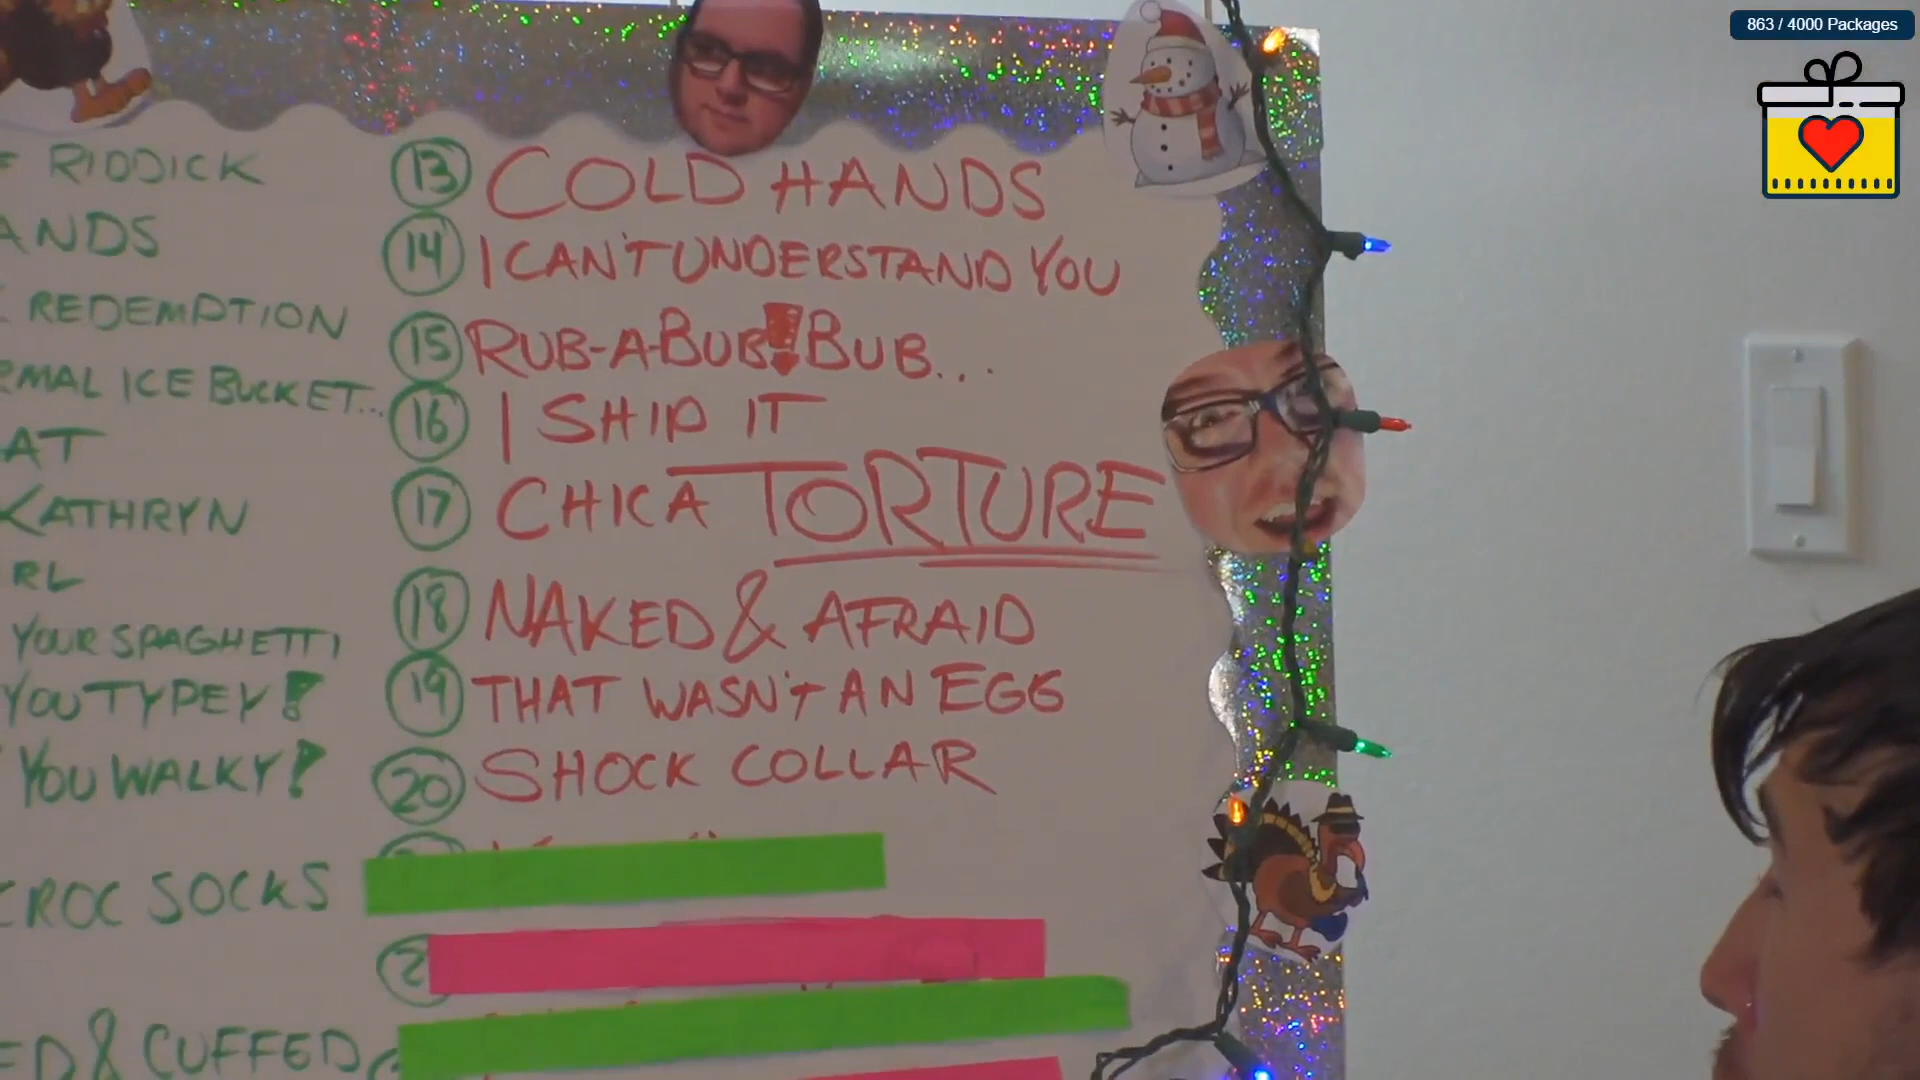 863 / 4000 Packages
RIDDICK
ANDS
REDEMPTION
RMAL ICE BUCKET...
AT
KATHRYN
RL
YOUR SPAGHETTI
YOU TYPEY!
YOU WALKY?
CROC SOCKS
ED & CUFFED
13 COLD HANDS
14 I CAN'T UNDERSTAND YOU
15 RUB-A-BUB! BUB...
16 I SHIP IT
17 CHICA TORTURE
18 NAKED & AFRAID
19 THAT WASN'T AN EGG
20 SHOCK COLLAR
2